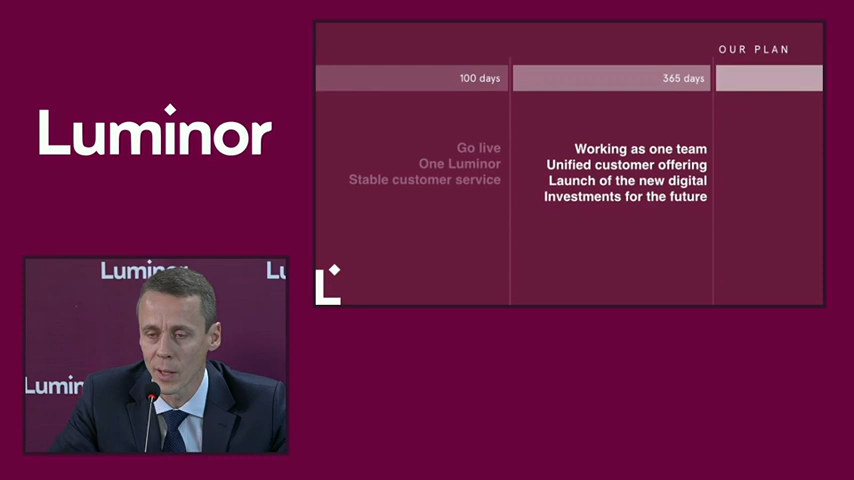 Luminor
OUR PLAN
100 days
365 days
Go live
One Luminor
Stable customer service
Working as one team
Unified customer offering
Launch of the new digital
Investments for the future
L
Luminor
Lu
Lumin